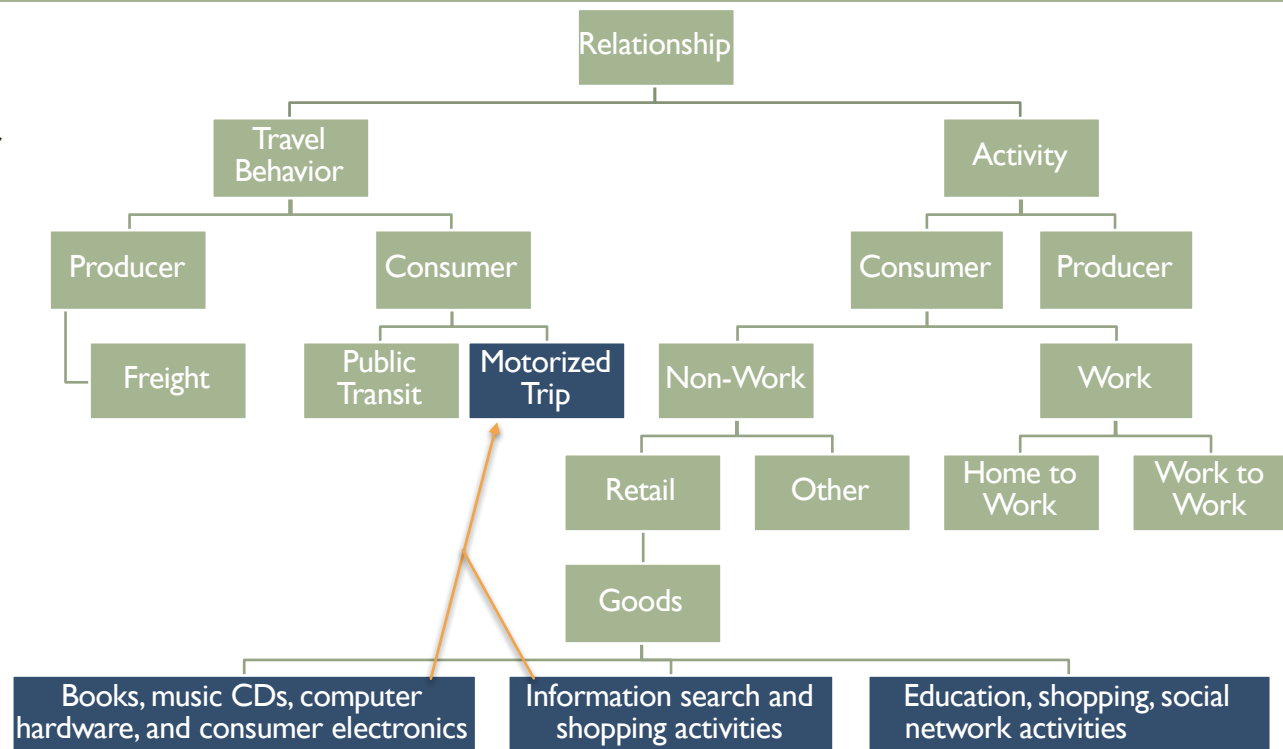 Relationship
Travel
Behavior
Activity
Producer
Consumer
Consumer
Producer
Freight
Public
Transit
Motorized
Trip
Non-Work
Work
Retail
Other
Home to
Work
Work to
Work
Goods
Books, music CDs, computer
hardware, and consumer electronics
Information search and
shopping activities
Education, shopping, social
network activities